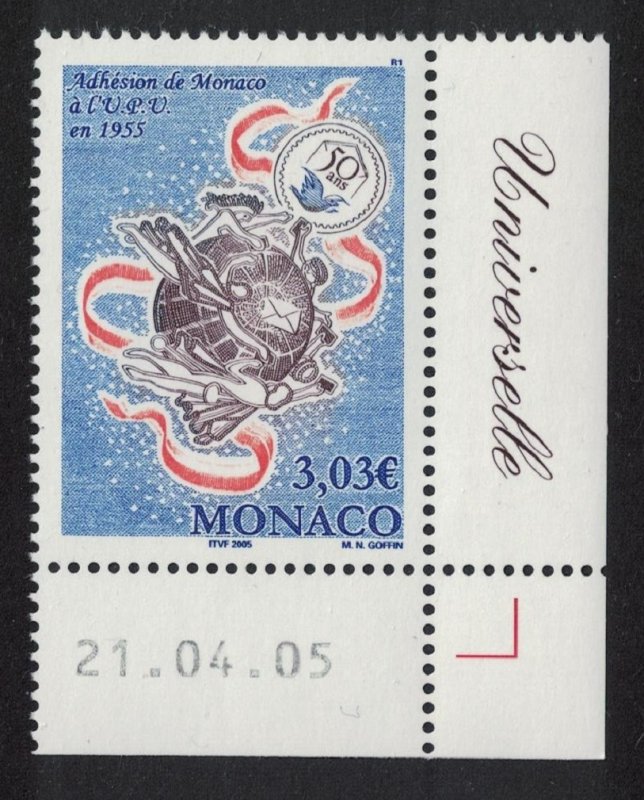 R1
Adhésion de Monaco
à l'U.P.U.
en 1955
50
ans
3,03€
MONACO
ITVF 2005
M. N. GOFFIN
Universelle
21.04.05